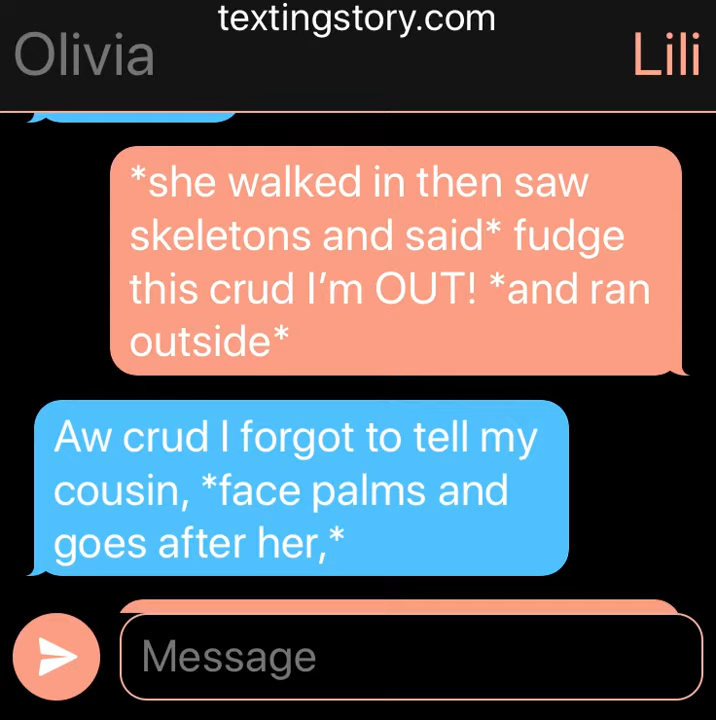 textingstory.com
Olivia
Lili
*she walked in then saw
skeletons and said* fudge
this crud I’m OUT! *and ran
outside*
Aw crud I forgot to tell my
cousin, *face palms and
goes after her,*
Message